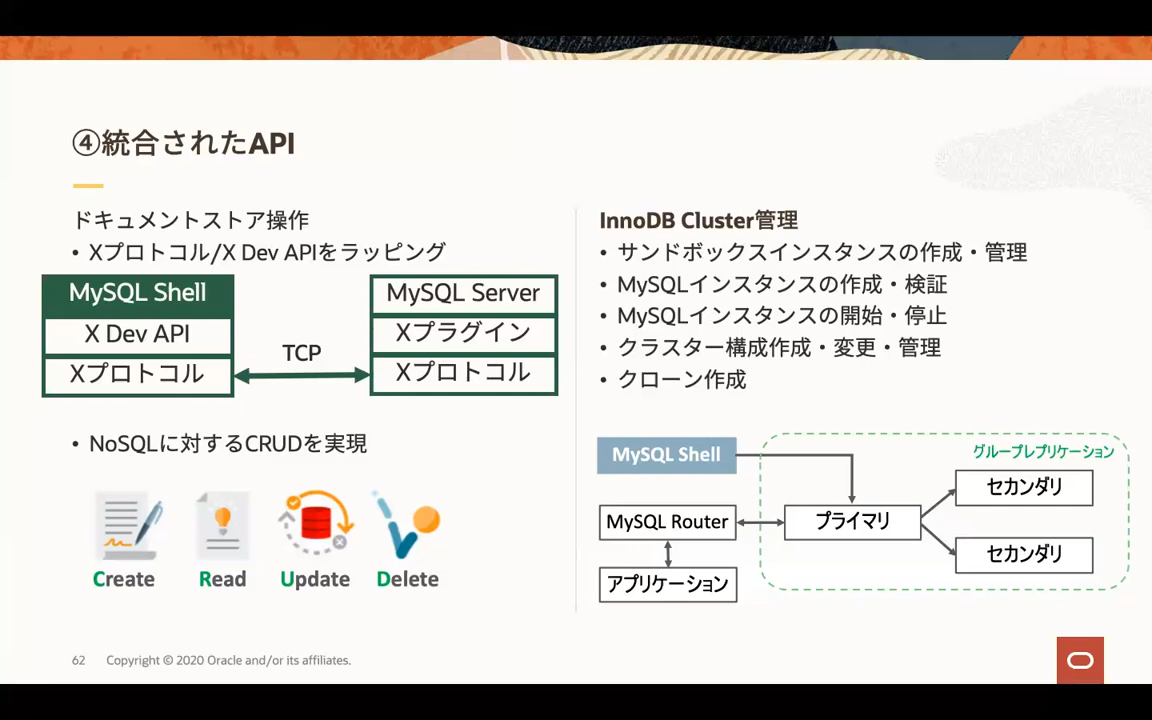 ④統合されたAPI
ドキュメントストア操作
• Xプロトコル/X Dev APIをラッピング
MySQL Shell
X Dev API
Xプロトコル
TCP
MySQL Server
Xプラグイン
Xプロトコル
• NoSQLに対するCRUDを実現
Create
Read
Update
Delete
InnoDB Cluster管理
• サンドボックスインスタンスの作成・管理
• MySQLインスタンスの作成・検証
• MySQLインスタンスの開始・停止
• クラスター構成作成・変更・管理
• クローン作成
MySQL Shell
グループレプリケーション
セカンダリ
MySQL Router
プライマリ
セカンダリ
アプリケーション
62
Copyright © 2020 Oracle and/or its affiliates.